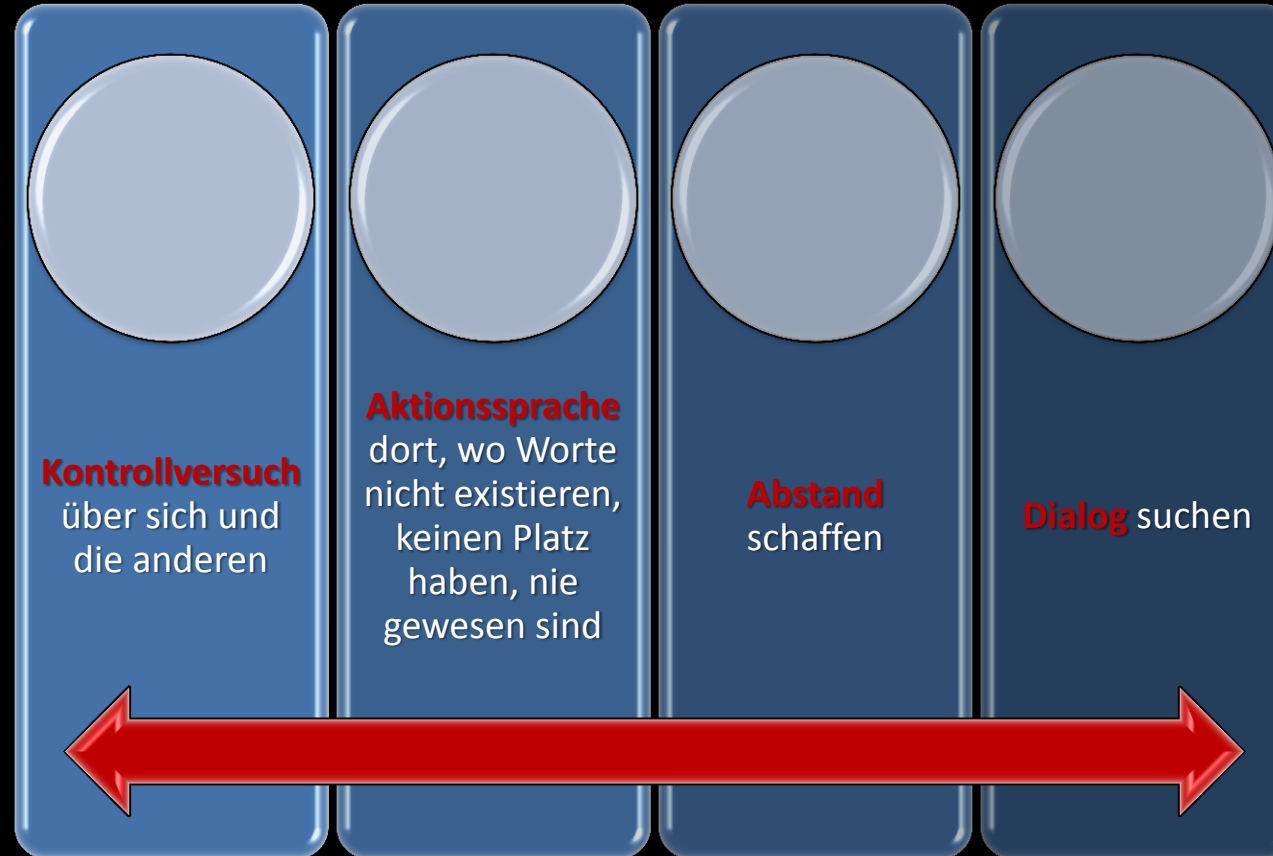 Kontrollversuch
über sich und
die anderen
Aktionssprache
dort, wo Worte
nicht existieren,
keinen Platz
haben, nie
gewesen sind
Abstand
schaffen
Dialog suchen